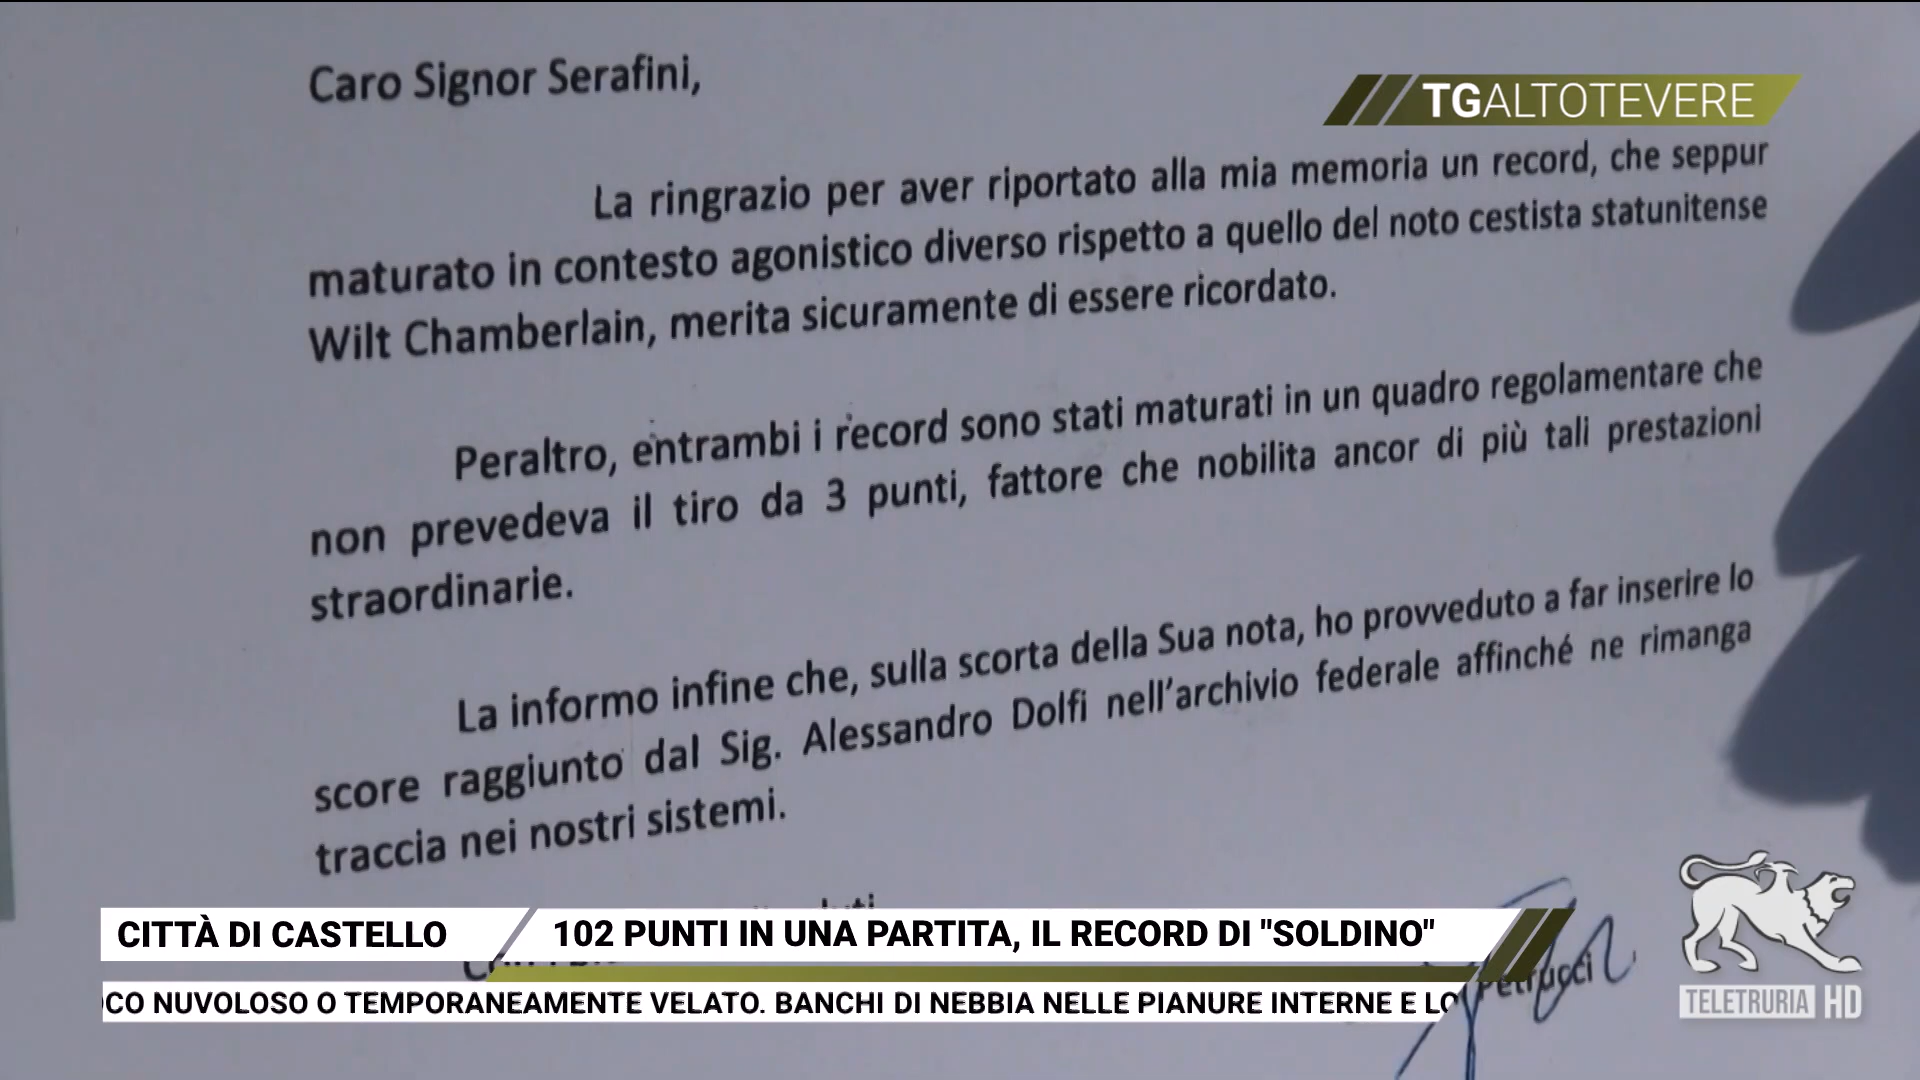 Caro Signor Serafini,
TGALTOTEVERE
La ringrazio per aver riportato alla mia memoria un record, che seppur
maturato in contesto agonistico diverso rispetto a quello del noto cestista statunitense
Wilt Chamberlain, merita sicuramente di essere ricordato.
Peraltro, entrambi i record sono stati maturati in un quadro regolamentare che
non prevedeva il tiro da 3 punti, fattore che nobilita ancor di più tali prestazioni
straordinarie.
La informo infine che, sulla scorta della Sua nota, ho provveduto a far inserire lo
score raggiunto dal Sig. Alessandro Dolfi nell'archivio federale affinché ne rimanga
traccia nei nostri sistemi.
CITTÀ DI CASTELLO
102 PUNTI IN UNA PARTITA, IL RECORD DI "SOLDINO"
Petrucci
OCO NUVOLOSO O TEMPORANEAMENTE VELATO. BANCHI DI NEBBIA NELLE PIANURE INTERNE E LO
TELETRURIA HD